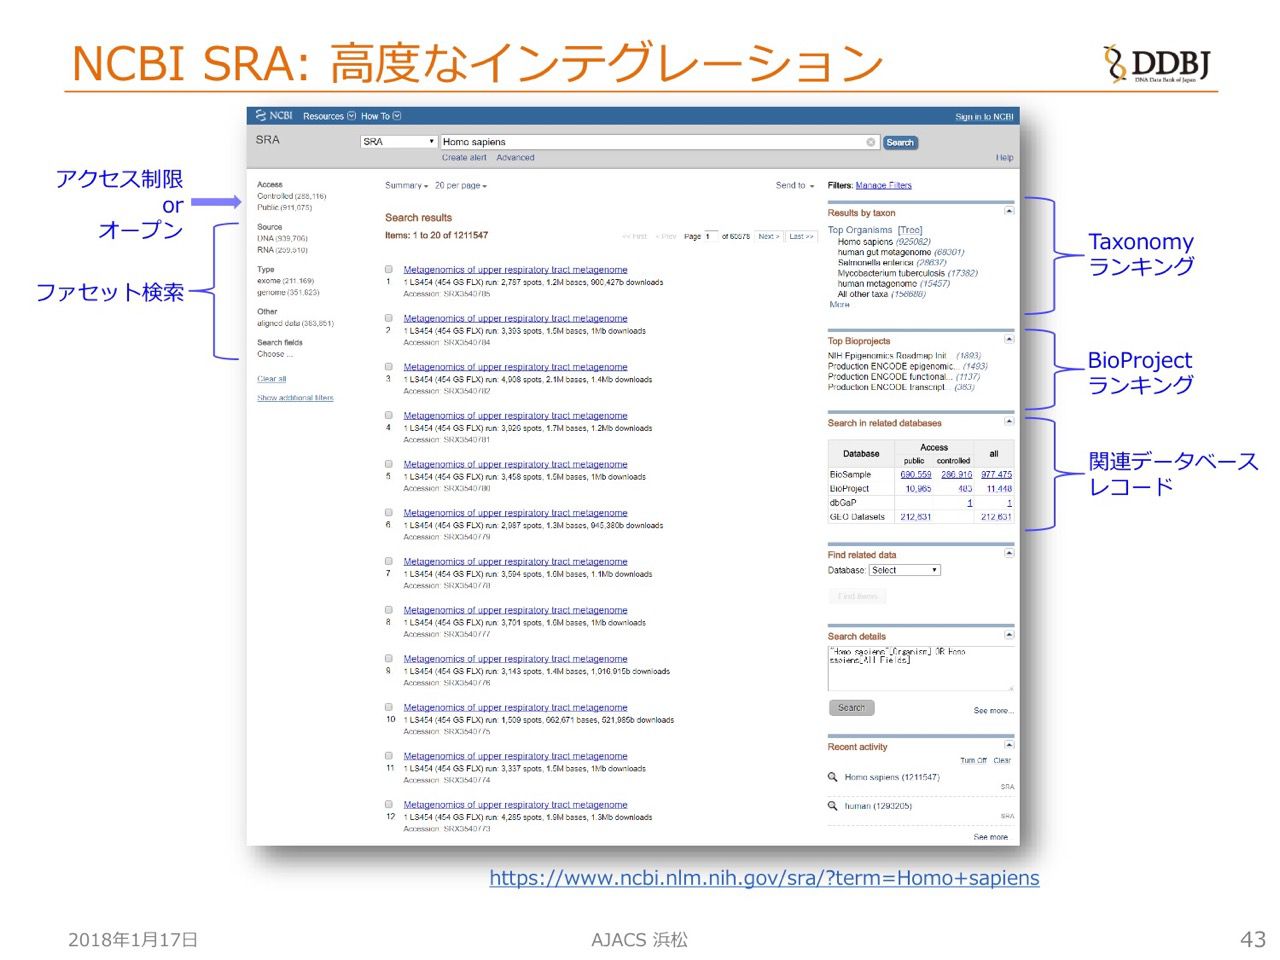 NCBI SRA: 高度なインテグレーション
DDBJ
DNA Data Bank of Japan
アクセス制限
or
オープン
ファセット検索
NCBI Resources How To Sign in to NCBI
SRA SRA Homo sapiens Search
Create alert Advanced Help
Access
Controlled (288,116)
Public (911,075)
Source
DNA (939,706)
RNA (259,510)
Type
exome (211,169)
genome (351,623)
Other
aligned data (383,851)
Search fields
Choose ...
Clear all
Show additional filters
Summary 20 per page Send to
Search results
Items: 1 to 20 of 1211547
<< First < Prev Page 1 of 60578 Next > Last >>
Metagenomics of upper respiratory tract metagenome
1 1 LS454 (454 GS FLX) run: 2,787 spots, 1.2M bases, 900,427b downloads
Accession: SRX3540785
Metagenomics of upper respiratory tract metagenome
2 1 LS454 (454 GS FLX) run: 3,393 spots, 1.5M bases, 1Mb downloads
Accession: SRX3540784
Metagenomics of upper respiratory tract metagenome
3 1 LS454 (454 GS FLX) run: 4,908 spots, 2.1M bases, 1.4Mb downloads
Accession: SRX3540782
Metagenomics of upper respiratory tract metagenome
4 1 LS454 (454 GS FLX) run: 3,926 spots, 1.7M bases, 1.2Mb downloads
Accession: SRX3540781
Metagenomics of upper respiratory tract metagenome
5 1 LS454 (454 GS FLX) run: 3,458 spots, 1.5M bases, 1Mb downloads
Accession: SRX3540780
Metagenomics of upper respiratory tract metagenome
6 1 LS454 (454 GS FLX) run: 2,987 spots, 1.3M bases, 945,380b downloads
Accession: SRX3540779
Metagenomics of upper respiratory tract metagenome
7 1 LS454 (454 GS FLX) run: 3,594 spots, 1.6M bases, 1.1Mb downloads
Accession: SRX3540778
Metagenomics of upper respiratory tract metagenome
8 1 LS454 (454 GS FLX) run: 3,701 spots, 1.6M bases, 1Mb downloads
Accession: SRX3540777
Metagenomics of upper respiratory tract metagenome
9 1 LS454 (454 GS FLX) run: 3,143 spots, 1.4M bases, 1,016,915b downloads
Accession: SRX3540776
Metagenomics of upper respiratory tract metagenome
10 1 LS454 (454 GS FLX) run: 1,509 spots, 662,671 bases, 521,985b downloads
Accession: SRX3540775
Metagenomics of upper respiratory tract metagenome
11 1 LS454 (454 GS FLX) run: 3,337 spots, 1.5M bases, 1Mb downloads
Accession: SRX3540774
Metagenomics of upper respiratory tract metagenome
12 1 LS454 (454 GS FLX) run: 4,285 spots, 1.9M bases, 1.3Mb downloads
Accession: SRX3540773
Filters: Manage Filters
Results by taxon
Top Organisms [Tree]
Homo sapiens (925082)
human gut metagenome (68301)
Salmonella enterica (28637)
Mycobacterium tuberculosis (17382)
human metagenome (15457)
All other taxa (156688)
More...
Top Bioprojects
NIH Epigenomics Roadmap Init... (1893)
Production ENCODE epigenomic... (1493)
Production ENCODE functional... (1137)
Production ENCODE transcript... (363)
Search in related databases
Database Access all
public controlled
BioSample 690,559 286,916 977,475
BioProject 10,965 483 11,448
dbGaP 1 1
GEO Datasets 212,631 212,631
Find related data
Database: Select
Find items
Search details
"Homo sapiens"[Organism] OR Homo
sapiens[All Fields]
Search See more...
Recent activity
Turn Off Clear
Homo sapiens (1211547)
SRA
human (1293205)
SRA
See more...
Taxonomy
ランキング
BioProject
ランキング
関連データベース
レコード
https://www.ncbi.nlm.nih.gov/sra/?term=Homo+sapiens
2018年1月17日 AJACS 浜松 43